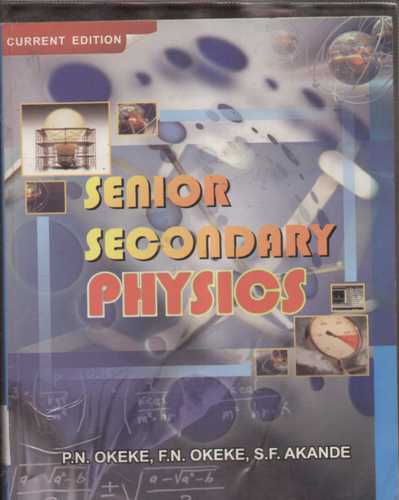 CURRENT EDITION
SENIOR
SECONDARY
PHYSICS
P.N. OKEKE, F.N. OKEKE, S.F. AKANDE